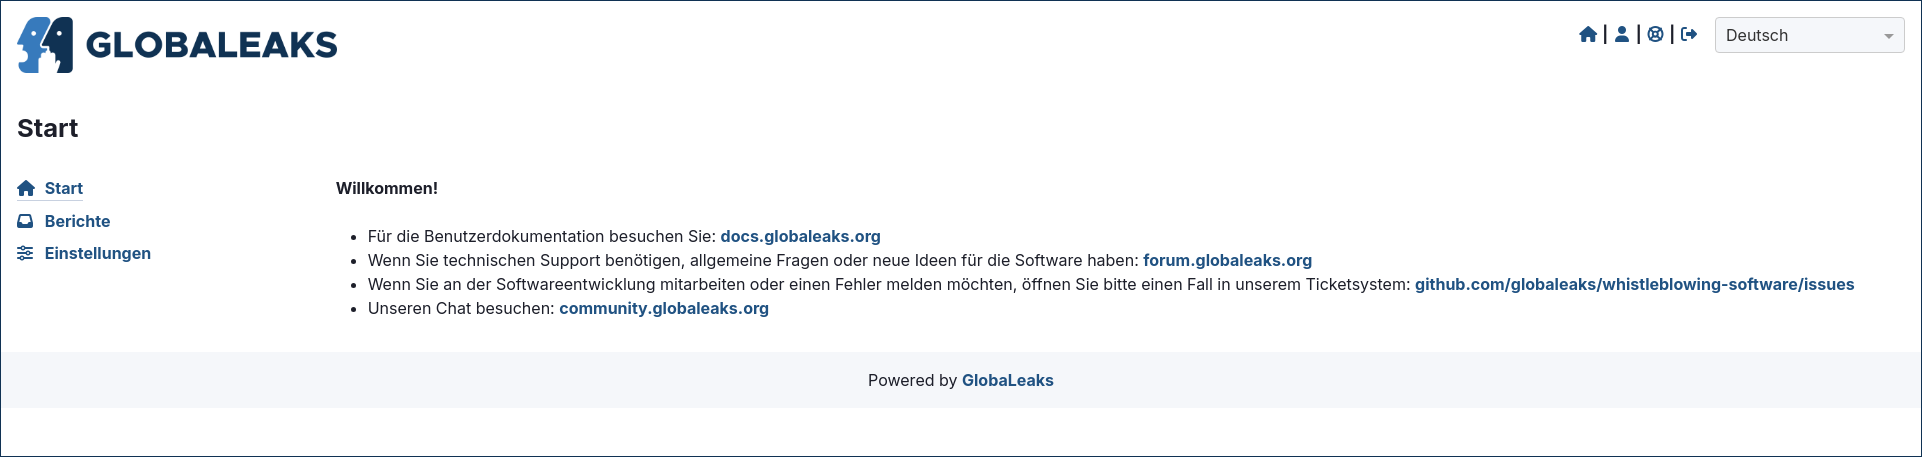 GLOBALEAKS
Deutsch
Start
Start
Berichte
Einstellungen
Willkommen!
Für die Benutzerdokumentation besuchen Sie: docs.globaleaks.org
Wenn Sie technischen Support benötigen, allgemeine Fragen oder neue Ideen für die Software haben: forum.globaleaks.org
Wenn Sie an der Softwareentwicklung mitarbeiten oder einen Fehler melden möchten, öffnen Sie bitte einen Fall in unserem Ticketsystem: github.com/globaleaks/whistleblowing-software/issues
Unseren Chat besuchen: community.globaleaks.org
Powered by GlobaLeaks